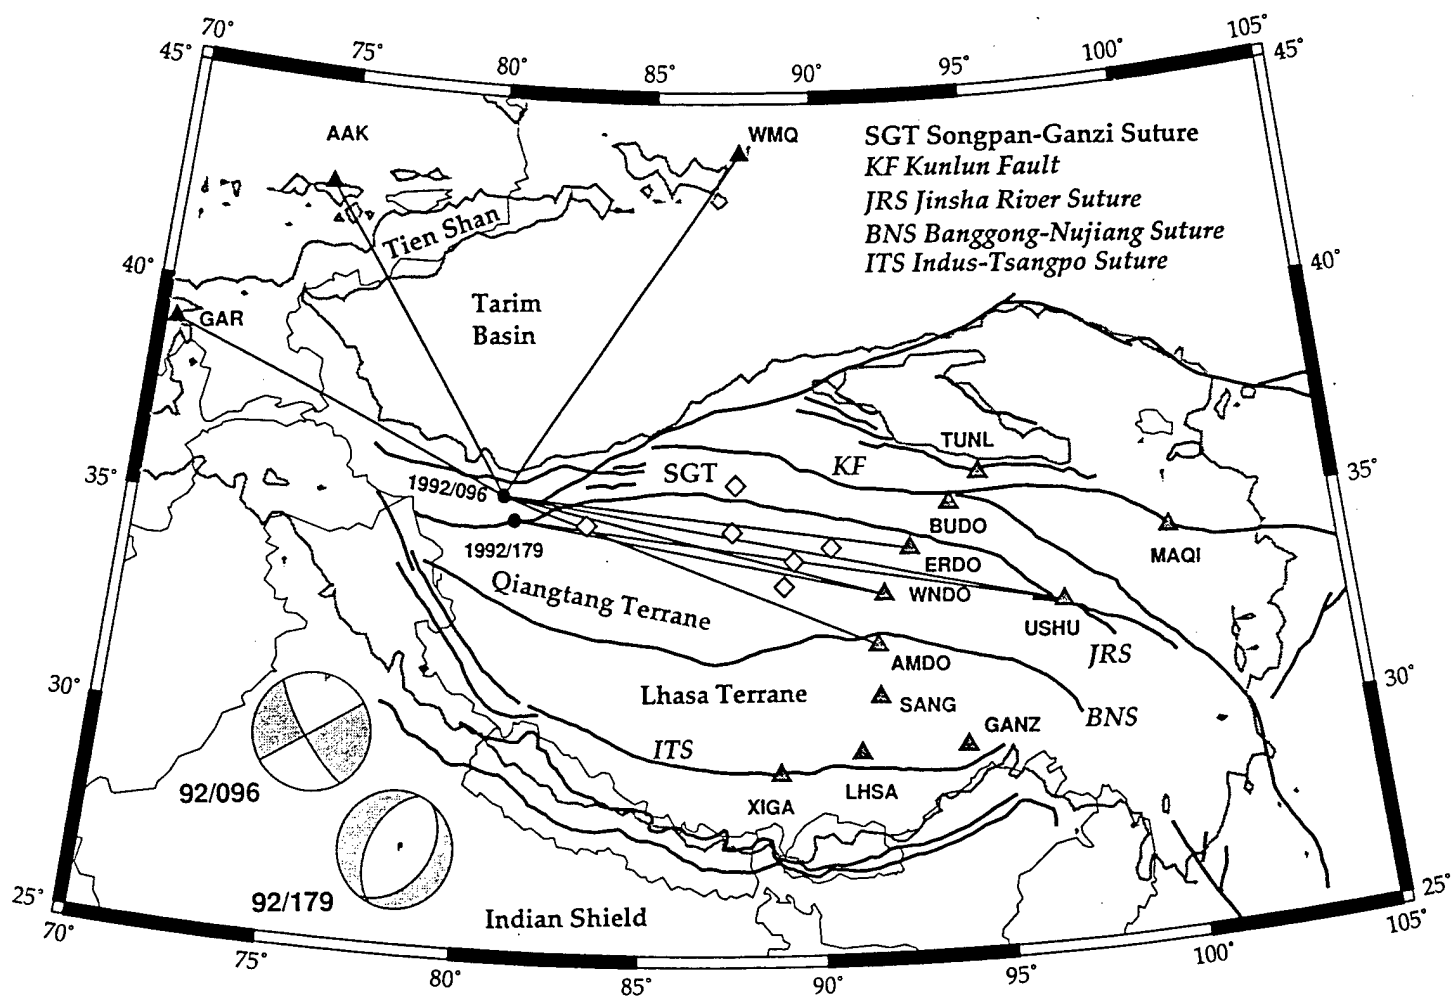 70°
75°
80°
85°
90°
95°
100°
105°
45°
45°
AAK
WMQ
SGT Songpan-Ganzi Suture
KF Kunlun Fault
JRS Jinsha River Suture
BNS Banggong-Nujiang Suture
ITS Indus-Tsangpo Suture
Tien Shan
40°
40°
GAR
Tarim
Basin
TUNL
KF
SGT
35°
35°
1992/096
BUDO
MAQI
1992/179
ERDO
WNDO
Qiangtang Terrane
USHU
JRS
AMDO
30°
30°
Lhasa Terrane
SANG
BNS
GANZ
ITS
92/096
XIGA
LHSA
92/179
Indian Shield
25°
25°
70°
75°
80°
85°
90°
95°
100°
105°